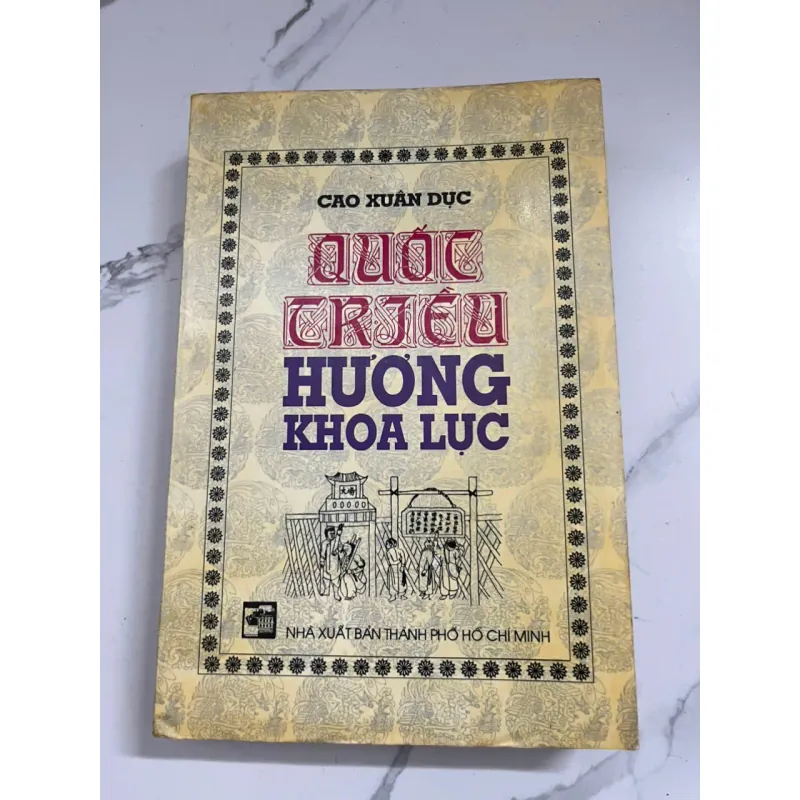 CAO XUÂN DỤC
QUỐC
TRIỀU
HƯƠNG
KHOA LỤC
NHÀ XUẤT BẢN THÀNH PHỐ HỒ CHÍ MINH